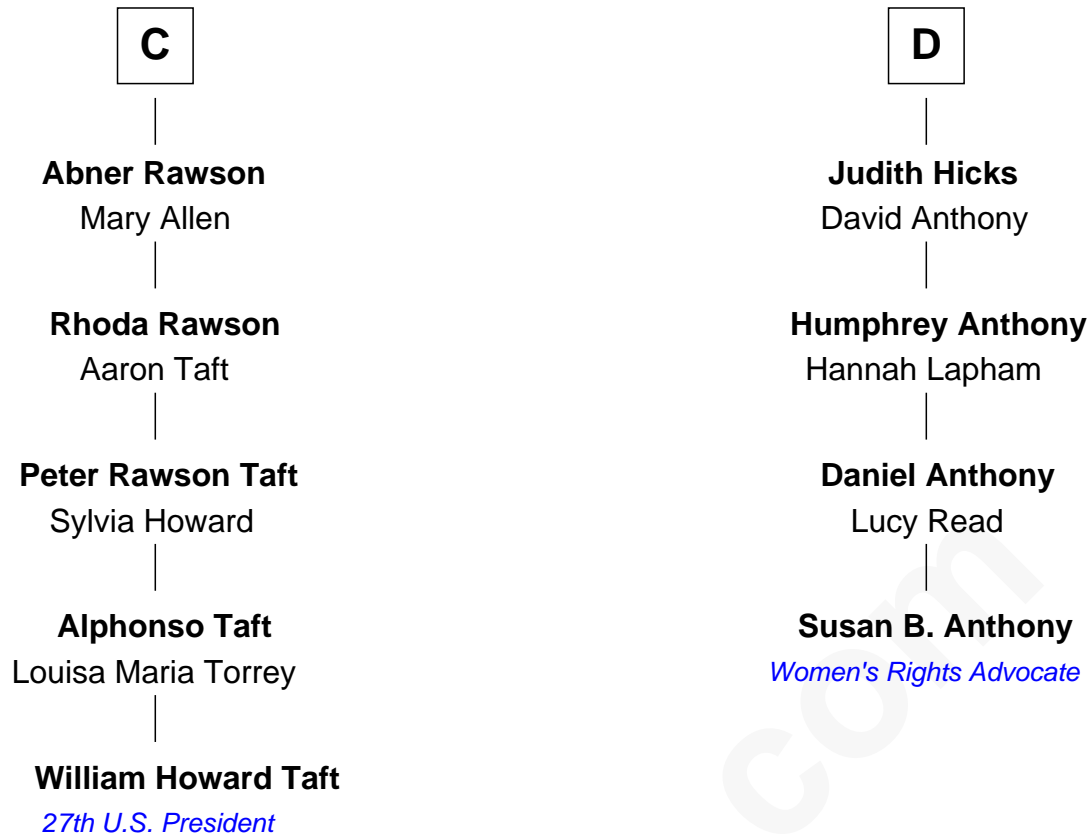 C
Abner Rawson
Mary Allen
Rhoda Rawson
Aaron Taft
Peter Rawson Taft
Sylvia Howard
Alphonso Taft
Louisa Maria Torrey
William Howard Taft
27th U.S. President
D
Judith Hicks
David Anthony
Humphrey Anthony
Hannah Lapham
Daniel Anthony
Lucy Read
Susan B. Anthony
Women's Rights Advocate
com